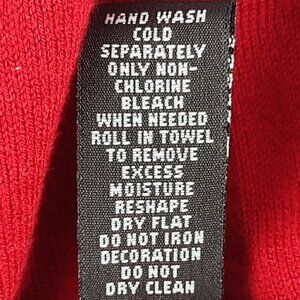 HAND WASH
COLD
SEPARATELY
ONLY NON-
CHLORINE
BLEACH
WHEN NEEDED
ROLL IN TOWEL
TO REMOVE
EXCESS
MOISTURE
RESHAPE
DRY FLAT
DO NOT IRON
DECORATION
DO NOT
DRY CLEAN